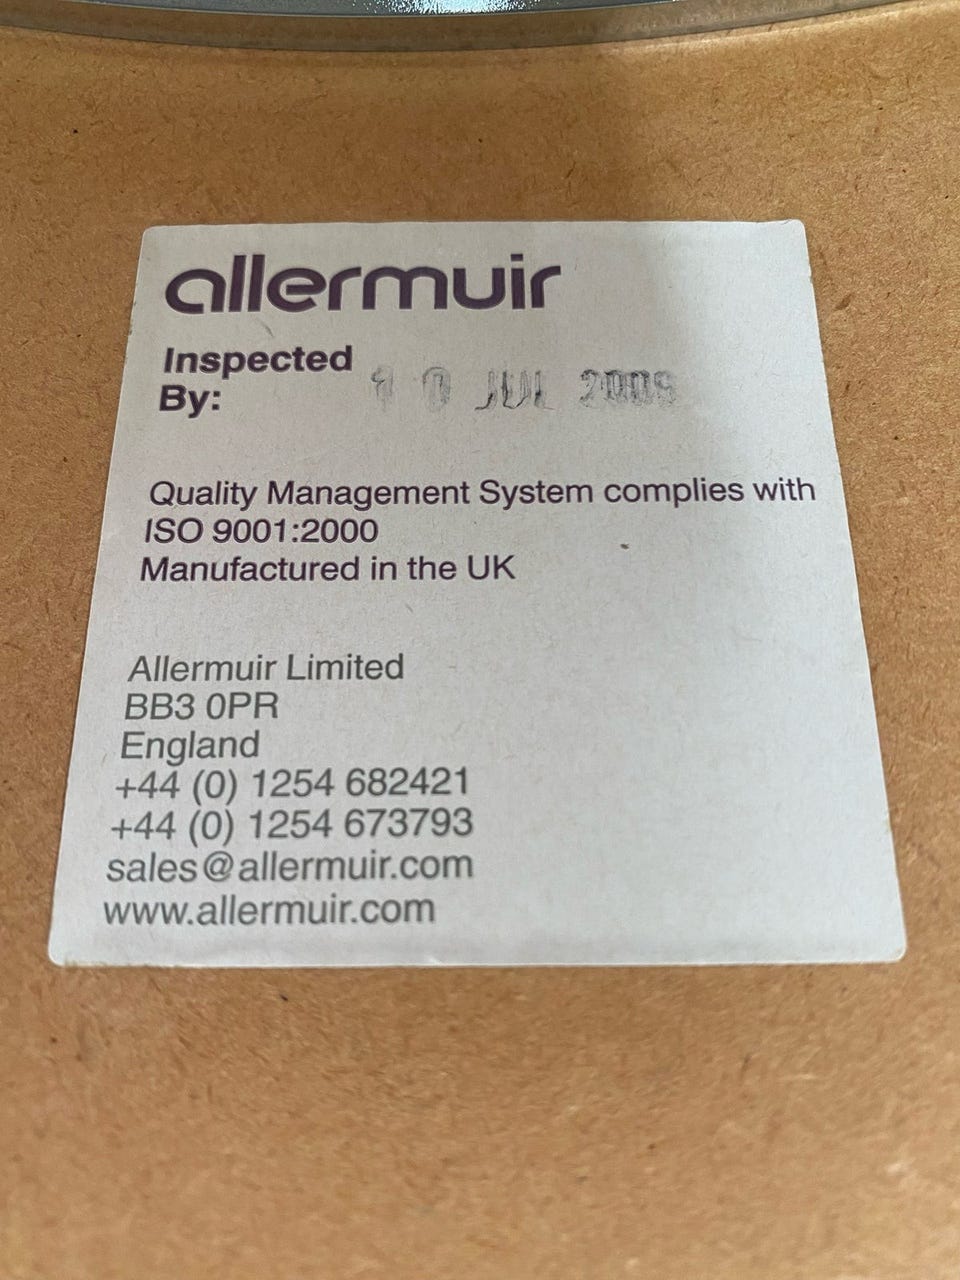 allermuir
Inspected
By: 10 JUL
Quality Management System complies with
ISO 9001:2000
Manufactured in the UK
Allermuir Limited
BB3 0PR
England
+44 (0) 1254 682421
+44 (0) 1254 673793
sales@allermuir.com
www.allermuir.com